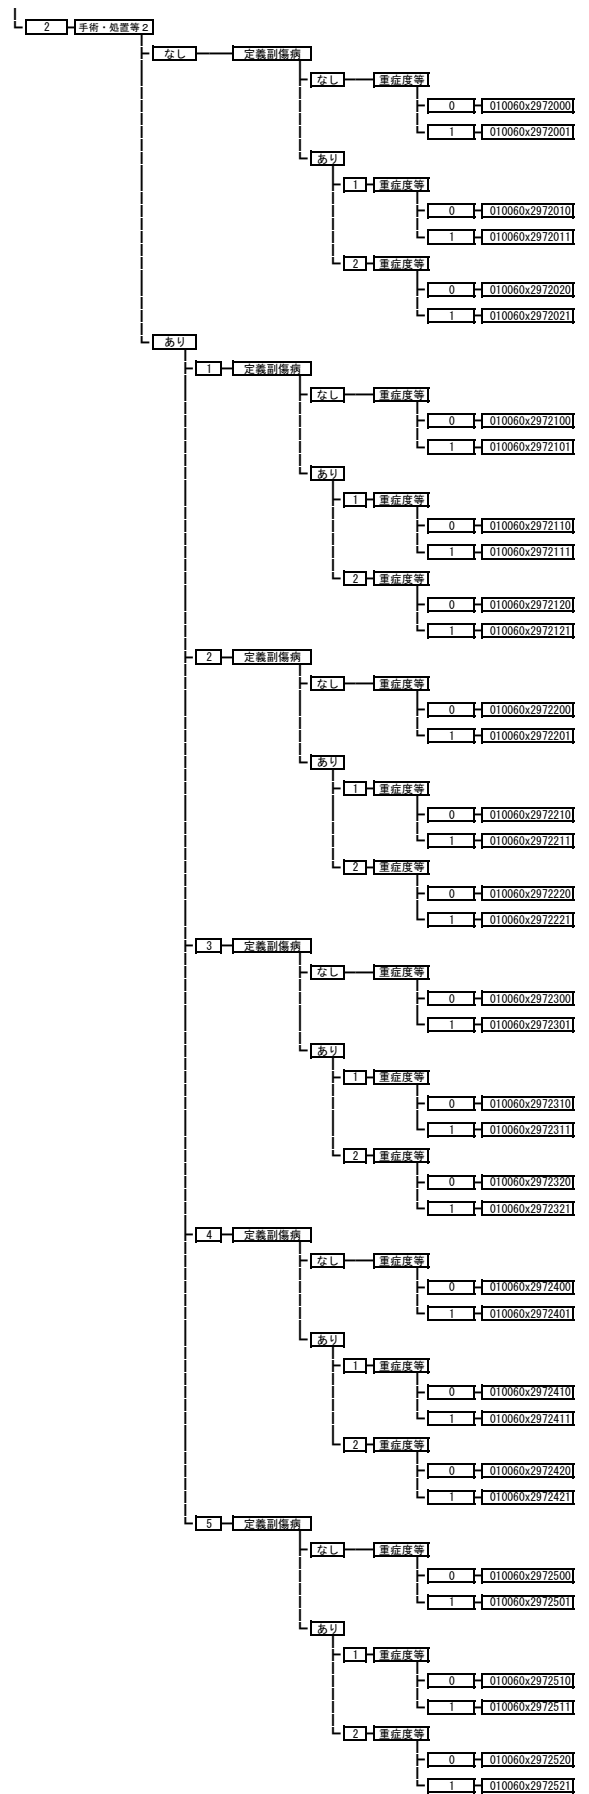 2 手術・処置等２
なし 定義副傷病
なし 重症度等
0 010060x2972000
1 010060x2972001
あり
1 重症度等
0 010060x2972010
1 010060x2972011
2 重症度等
0 010060x2972020
1 010060x2972021
あり
1 定義副傷病
なし 重症度等
0 010060x2972100
1 010060x2972101
あり
1 重症度等
0 010060x2972110
1 010060x2972111
2 重症度等
0 010060x2972120
1 010060x2972121
2 定義副傷病
なし 重症度等
0 010060x2972200
1 010060x2972201
あり
1 重症度等
0 010060x2972210
1 010060x2972211
2 重症度等
0 010060x2972220
1 010060x2972221
3 定義副傷病
なし 重症度等
0 010060x2972300
1 010060x2972301
あり
1 重症度等
0 010060x2972310
1 010060x2972311
2 重症度等
0 010060x2972320
1 010060x2972321
4 定義副傷病
なし 重症度等
0 010060x2972400
1 010060x2972401
あり
1 重症度等
0 010060x2972410
1 010060x2972411
2 重症度等
0 010060x2972420
1 010060x2972421
5 定義副傷病
なし 重症度等
0 010060x2972500
1 010060x2972501
あり
1 重症度等
0 010060x2972510
1 010060x2972511
2 重症度等
0 010060x2972520
1 010060x2972521